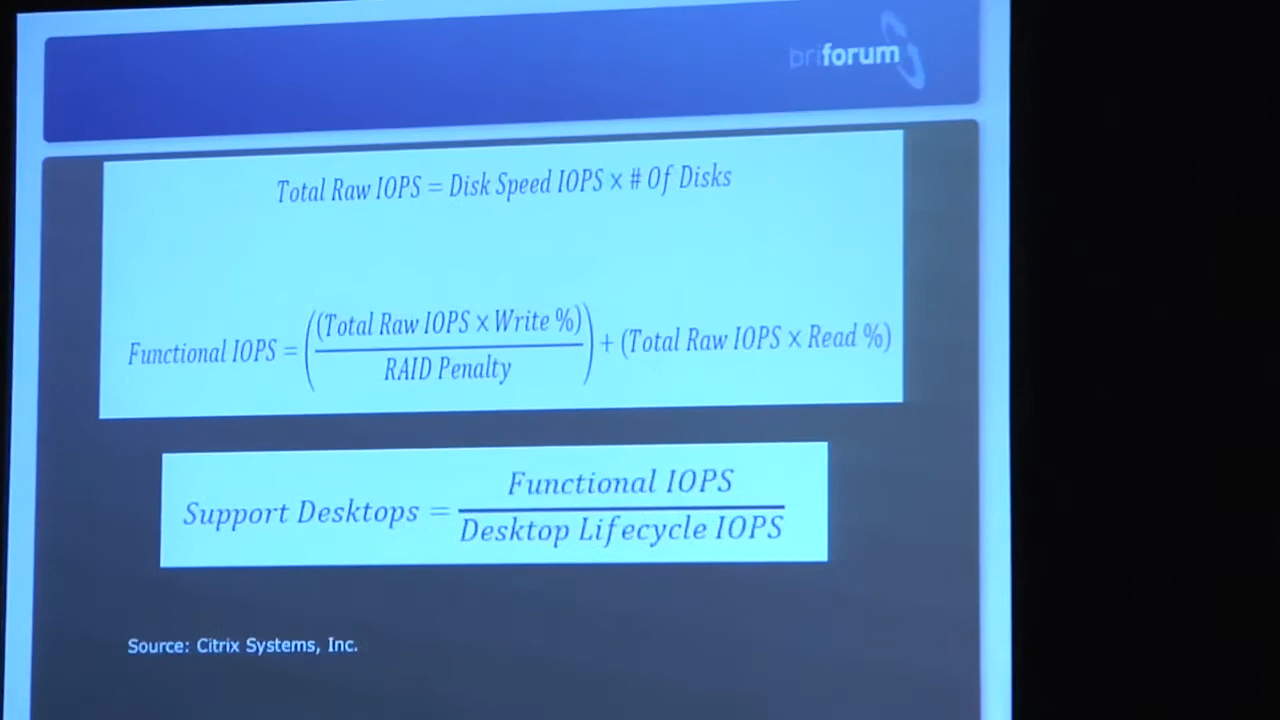 briforum
Total Raw IOPS = Disk Speed IOPS × # Of Disks
Functional IOPS = ((Total Raw IOPS × Write %) / RAID Penalty) + (Total Raw IOPS × Read %)
Support Desktops = Functional IOPS / Desktop Lifecycle IOPS
Source: Citrix Systems, Inc.